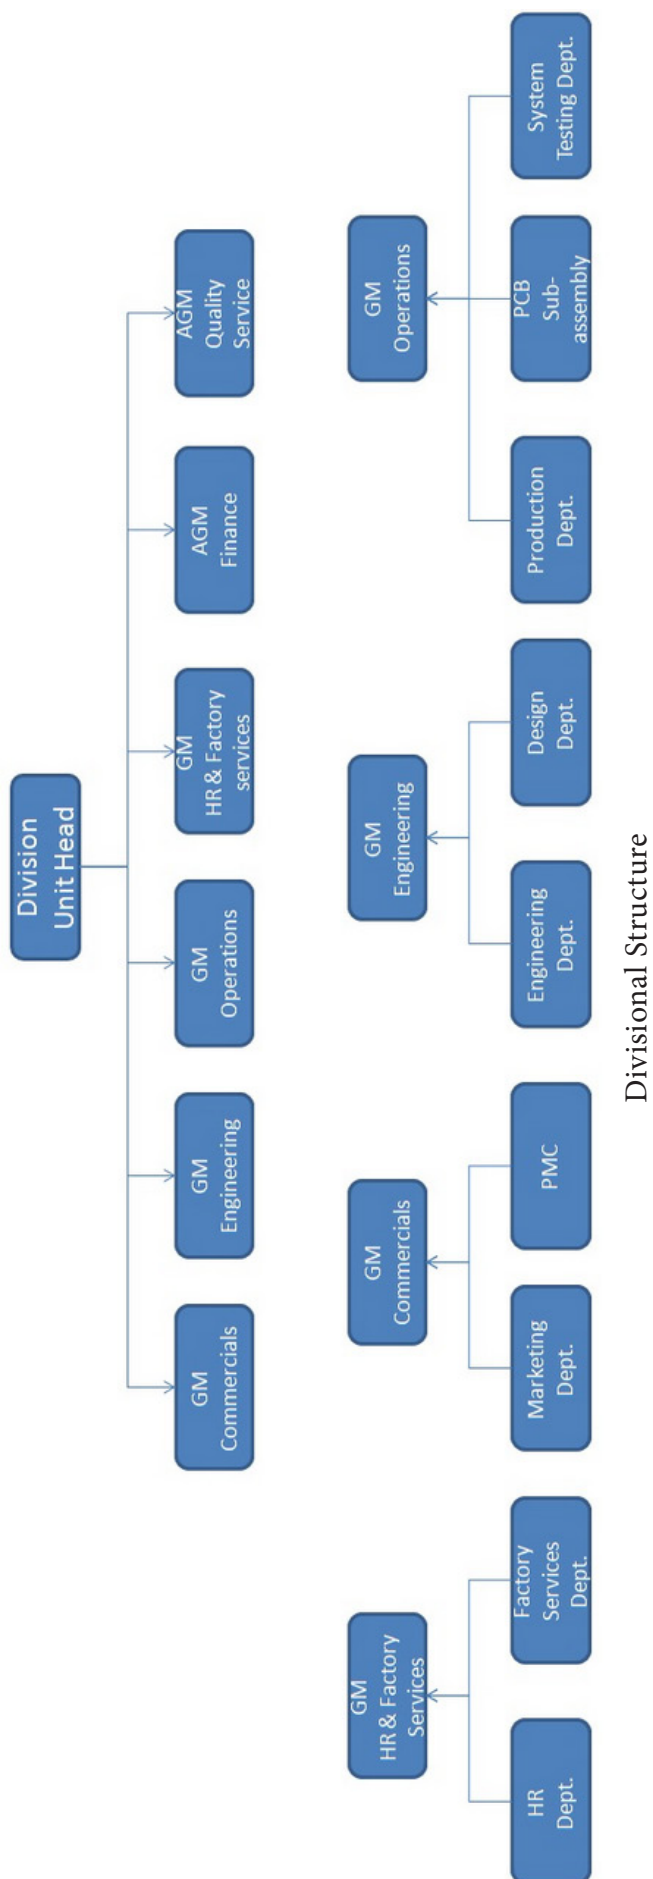 Division
Unit Head
GM
Commercials
GM
Engineering
GM
Operations
GM
HR & Factory
services
AGM
Finance
AGM
Quality
Service
GM
HR & Factory
Services
GM
Commercials
GM
Engineering
GM
Operations
HR
Dept.
Factory
Services
Dept.
Marketing
Dept.
PMC
Engineering
Dept.
Design
Dept.
Production
Dept.
PCB
Sub-
assembly
System
Testing Dept.
Divisional Structure